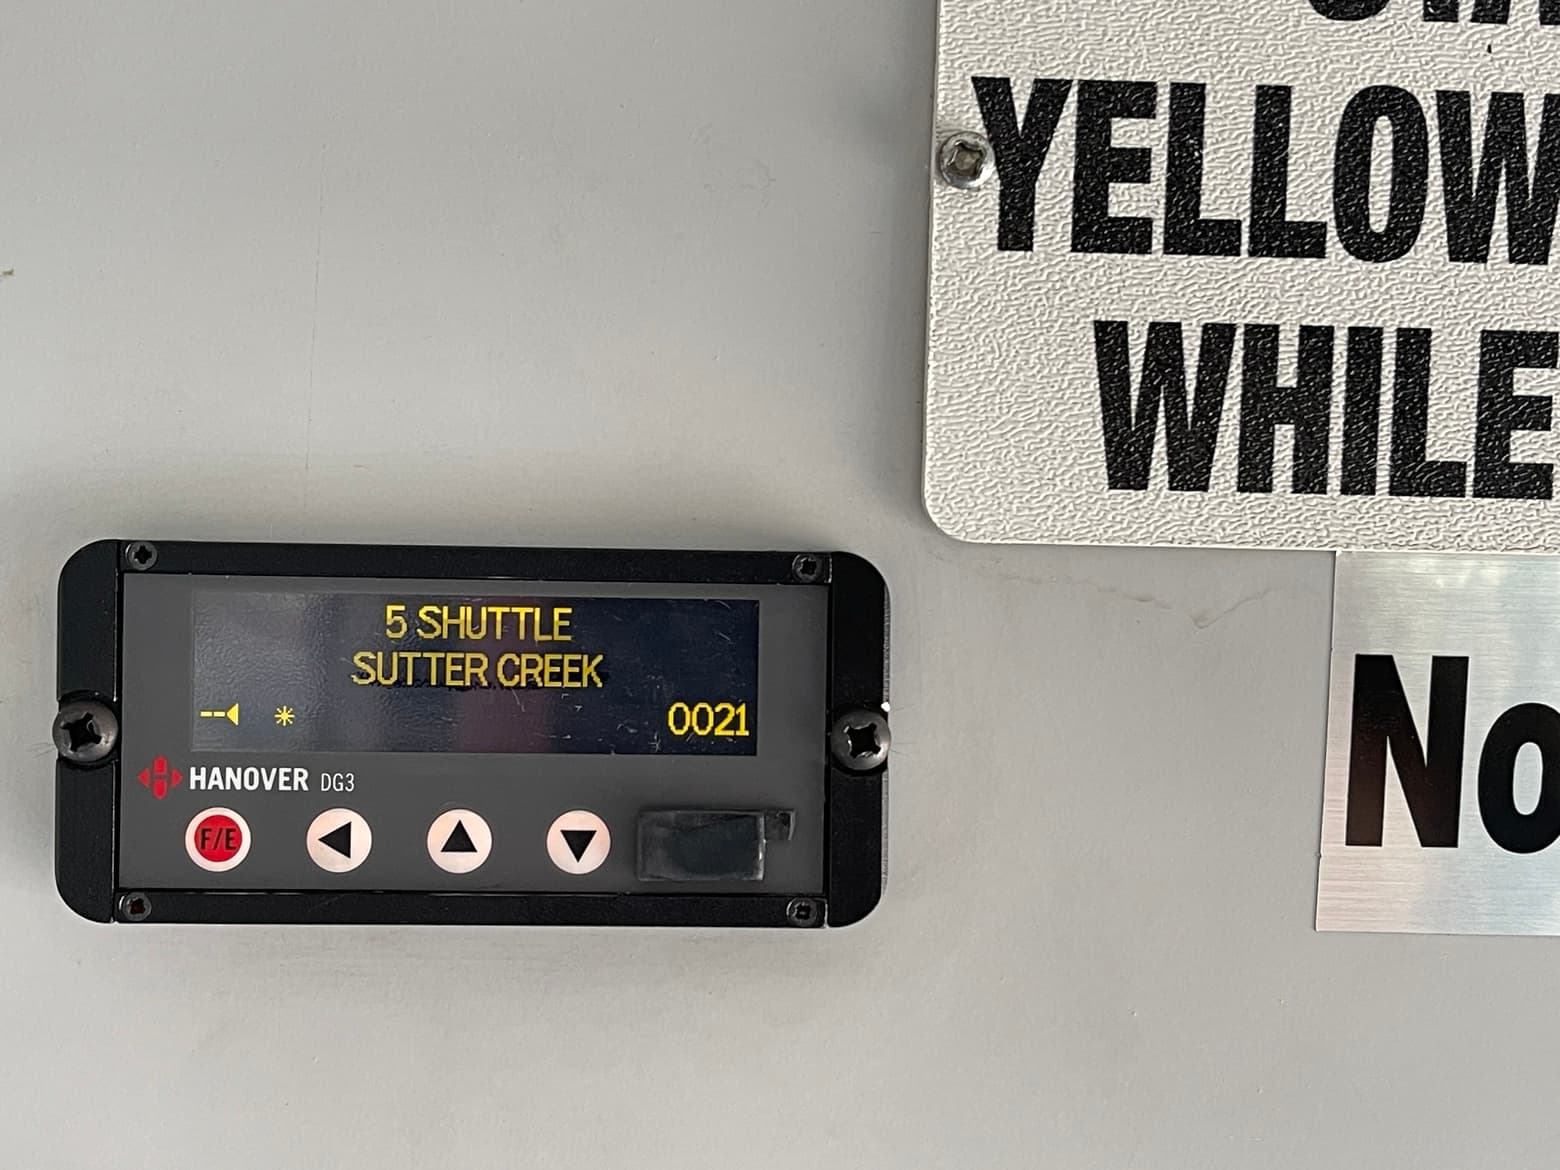 5 SHUTTLE
SUTTER CREEK
0021
HANOVER DG3
F/E
YELLOW
WHILE
No